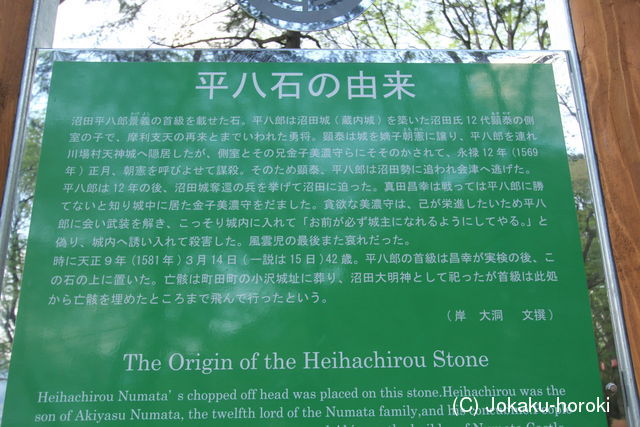 平八石の由来
沼田平八郎景義の首級を載せた石。平八郎は沼田城(蔵内城)を築いた沼田氏12代顕泰の側
室の子で、摩利支天の再来とまでいわれた勇将。顕泰は城を嫡子朝憲に譲り、平八郎を連れ
川場村天神城へ隠居したが、側室とその兄金子美濃守らにそそのかされて、永禄12年(1569
年)正月、朝憲を呼びよせて謀殺。そのため顕泰、平八郎は沼田勢に追われ会津へ逃げた。
平八郎は12年の後、沼田城奪還の兵を挙げて沼田に迫った。真田昌幸は戦っては平八郎に勝
てないと知り城中に居た金子美濃守をだました。貪欲な美濃守は、己が栄進したいため平八
郎に会い武装を解き、こっそり城内に入れて「お前が必ず城主になれるようにしてやる。」と
偽り、城内へ誘い入れて殺害した。風雲児の最後また哀れだった。
時に天正9年(1581年)3月14日(一説は15日)42歳。平八郎の首級は昌幸が実検の後、こ
の石の上に置いた。亡骸は町田町の小沢城址に葬り、沼田大明神として祀ったが首級は此処
から亡骸を埋めたところまで飛んで行ったという。
(岸 大洞 文撰)
The Origin of the Heihachirou Stone
Heihachirou Numata's chopped off head was placed on this stone.Heihachirou was the
son of Akiyasu Numata, the twelfth lord of the Numata family,and his
(C) Jokaku-horoki